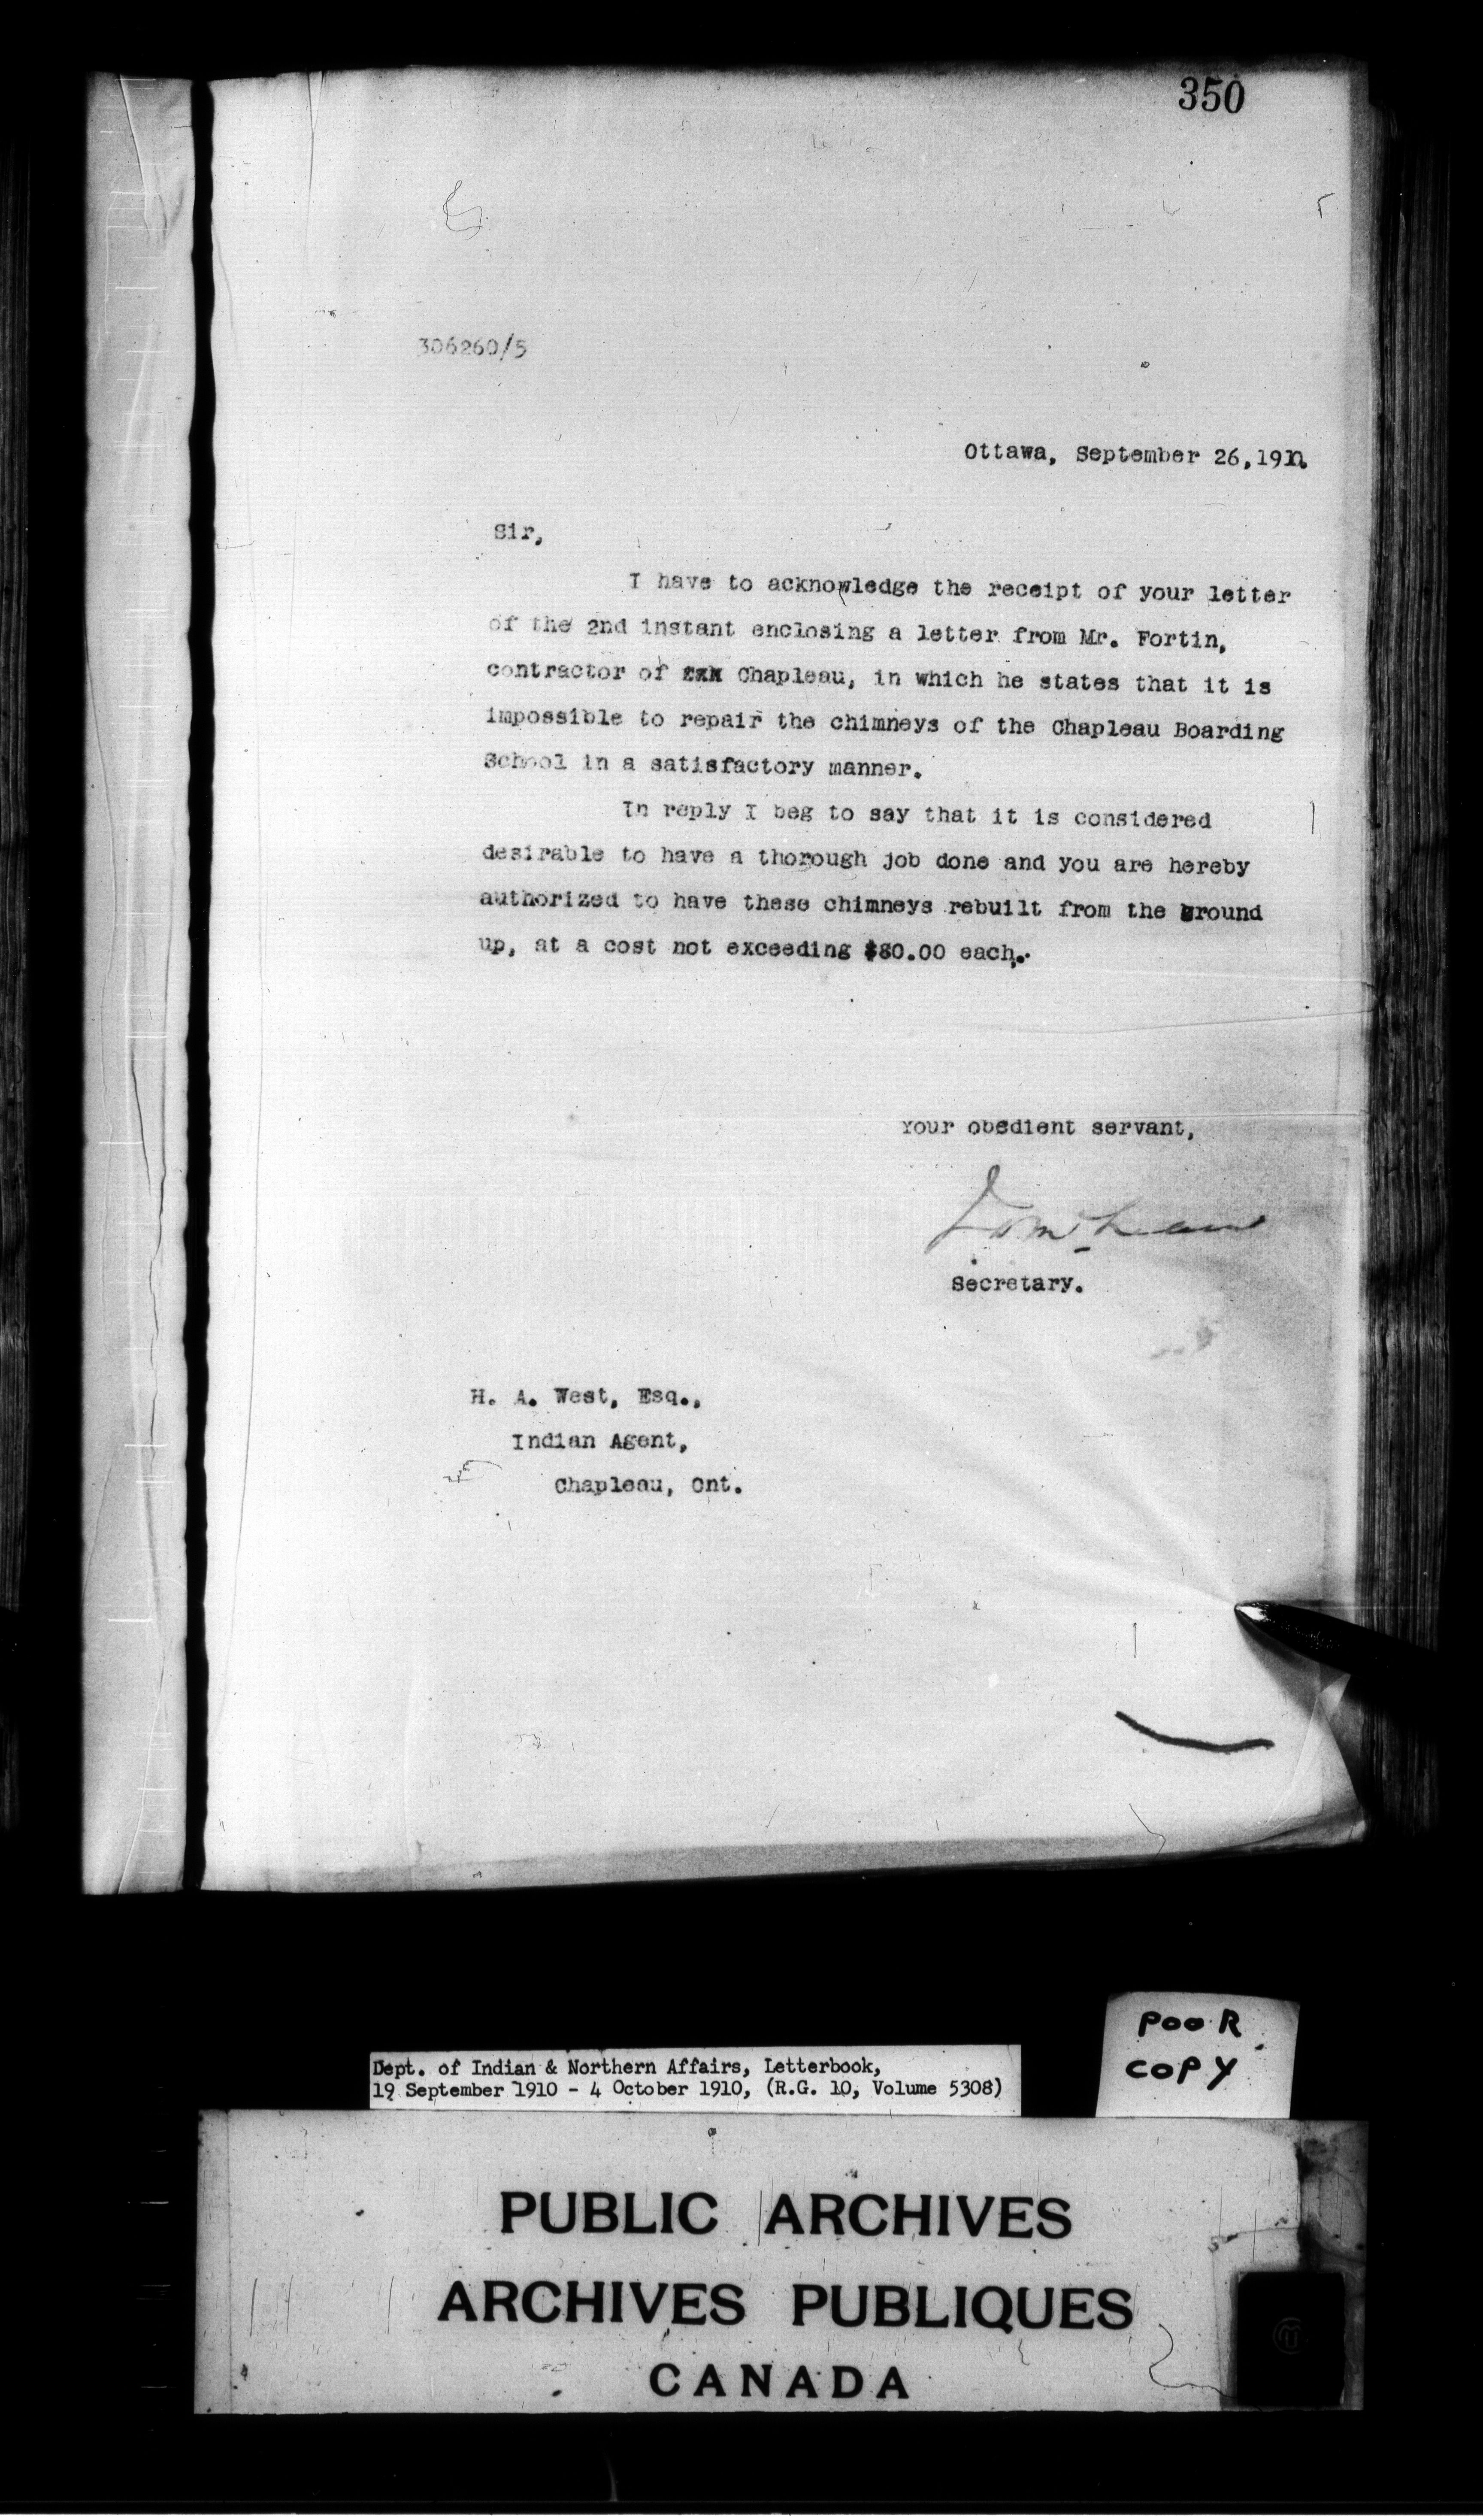 350
306260/5
Ottawa, September 26, 191
Sir,
I have to acknowledge the receipt of your letter
of the 2nd instant enclosing a letter from Mr. Fortin,
contractor of Chapleau, in which he states that it is
impossible to repair the chimneys of the Chapleau Boarding
School in a satisfactory manner.
In reply I beg to say that it is considered
desirable to have a thorough job done and you are hereby
authorized to have these chimneys rebuilt from the ground
up, at a cost not exceeding $80.00 each.
Your obedient servant,
Secretary.
H. A. West, Esq.,
Indian Agent,
Chapleau, Ont.
POOR
COPY
Dept. of Indian & Northern Affairs, Letterbook,
19 September 1910 - 4 October 1910, (R.G. 10, Volume 5308)
PUBLIC ARCHIVES
ARCHIVES PUBLIQUES
CANADA